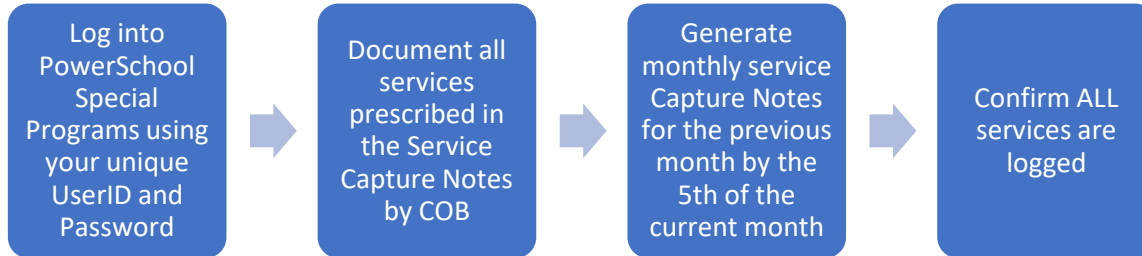 Log into
PowerSchool
Special
Programs using
your unique
UserID and
Password
Document all
services
prescribed in
the Service
Capture Notes
by COB
Generate
monthly service
Capture Notes
for the previous
month by the
5th of the
current month
Confirm ALL
services are
logged